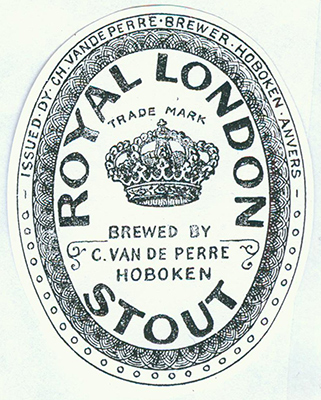 ISSUED·BY·CH.VANDEPERRE·BREWER·HOBOKEN·ANVERS
ROYAL LONDON
TRADE MARK
BREWED BY
C.VAN DE PERRE
HOBOKEN
STOUT